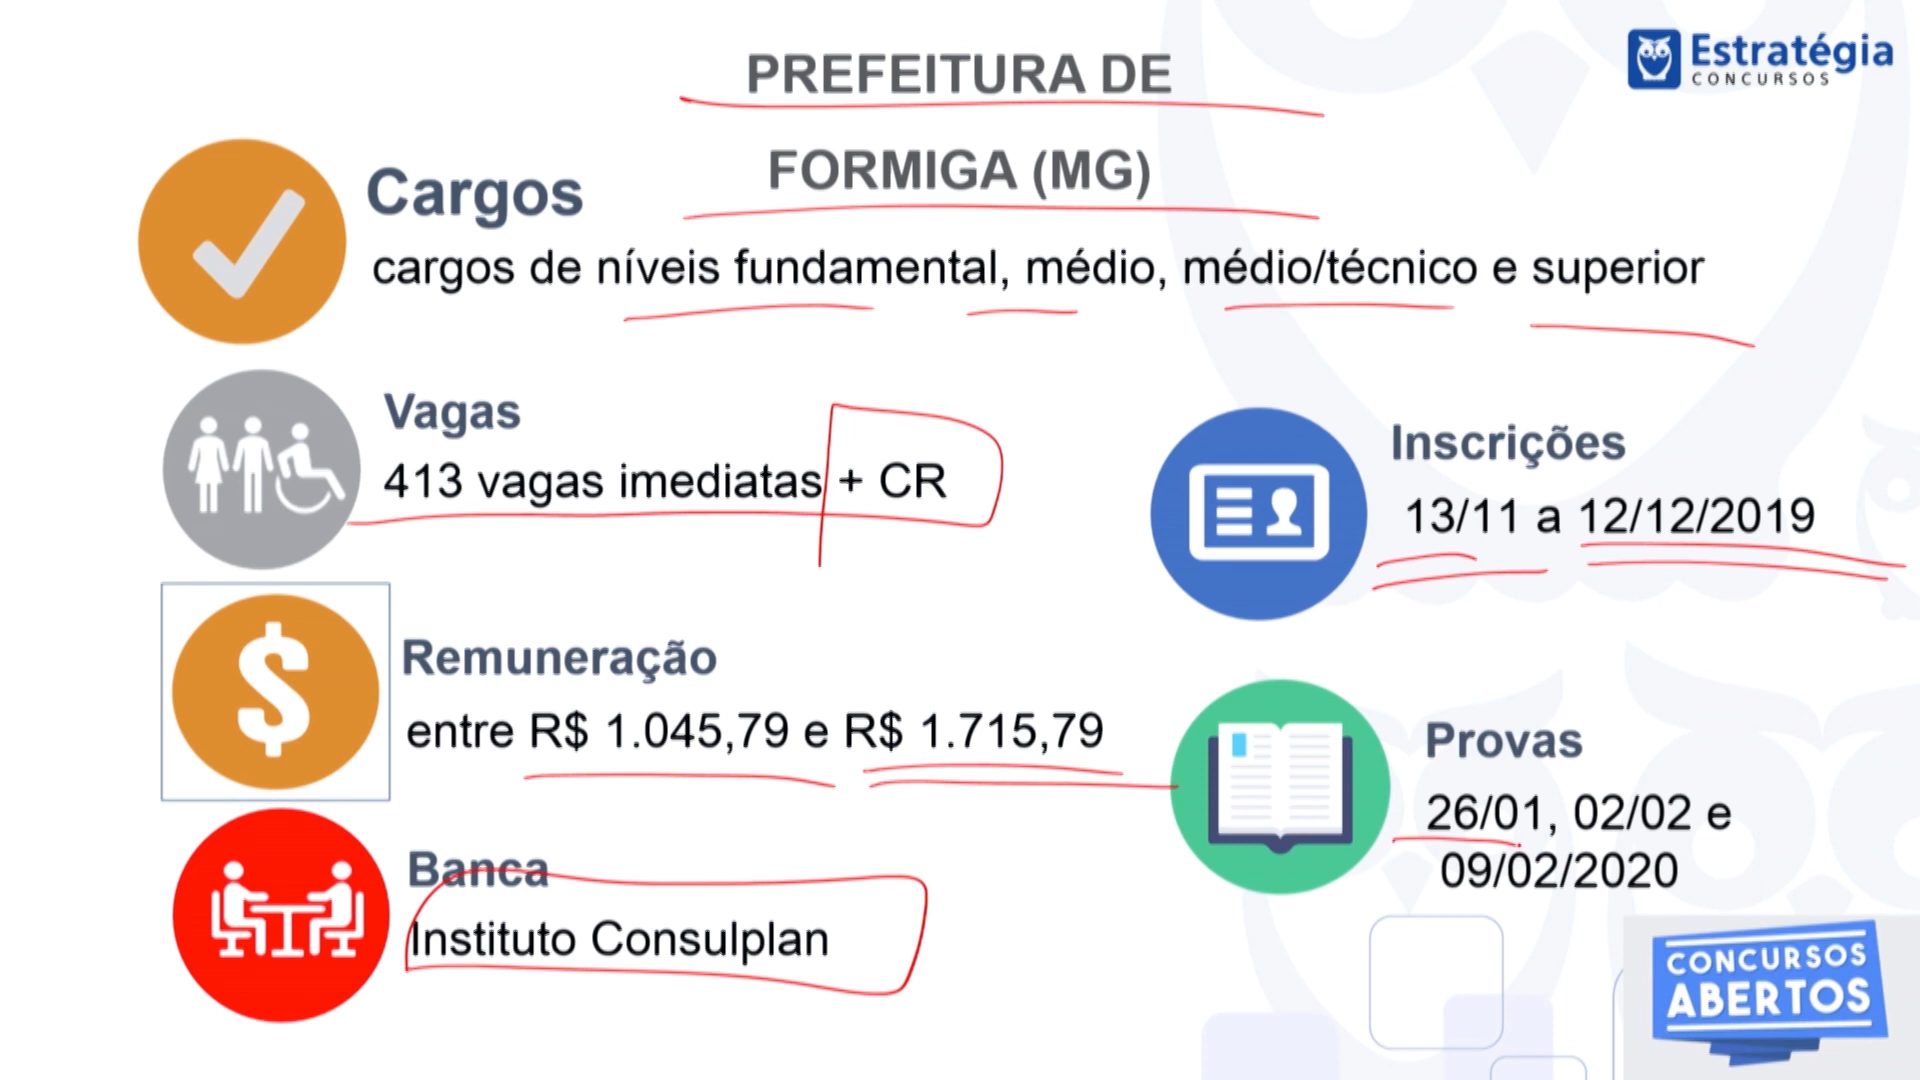 PREFEITURA DE
FORMIGA (MG)
Estratégia
CONCURSOS
Cargos
cargos de níveis fundamental, médio, médio/técnico e superior
Vagas
413 vagas imediatas + CR
Inscrições
13/11 a 12/12/2019
Remuneração
entre R$ 1.045,79 e R$ 1.715,79
Provas
26/01, 02/02 e
09/02/2020
Banca
Instituto Consulplan
CONCURSOS
ABERTOS